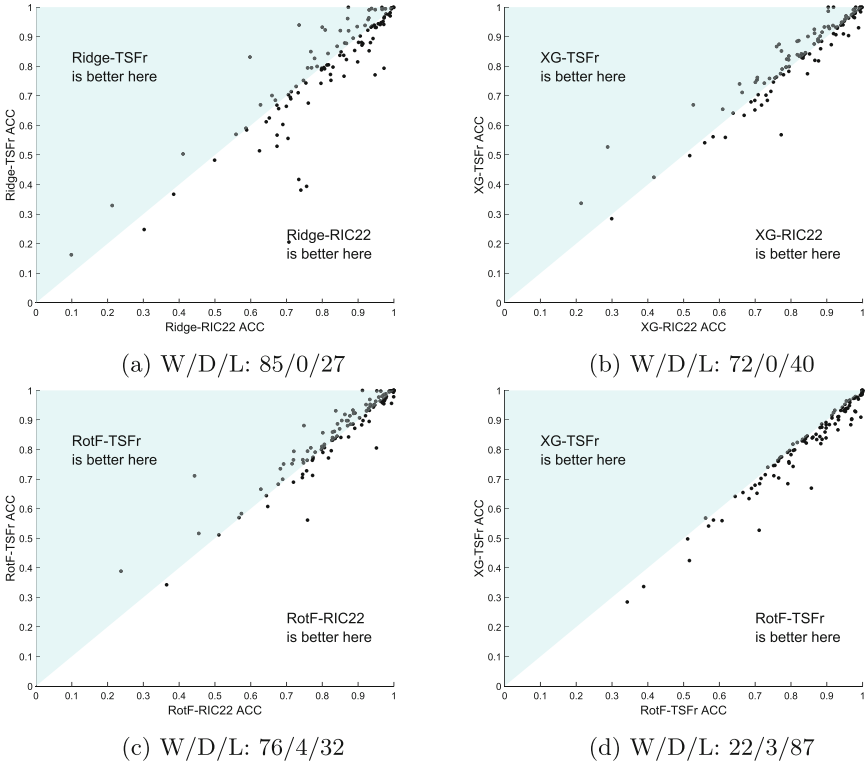 Ridge-TSFr ACC
1
0.9
0.8
0.7
0.6
0.5
0.4
0.3
0.2
0.1
0
Ridge-TSFr
is better here
Ridge-RIC22
is better here
0 0.1 0.2 0.3 0.4 0.5 0.6 0.7 0.8 0.9 1
Ridge-RIC22 ACC
(a) W/D/L: 85/0/27
XG-TSFr ACC
1
0.9
0.8
0.7
0.6
0.5
0.4
0.3
0.2
0.1
0
XG-TSFr
is better here
XG-RIC22
is better here
0 0.1 0.2 0.3 0.4 0.5 0.6 0.7 0.8 0.9 1
XG-RIC22 ACC
(b) W/D/L: 72/0/40
RotF-TSFr ACC
1
0.9
0.8
0.7
0.6
0.5
0.4
0.3
0.2
0.1
0
RotF-TSFr
is better here
RotF-RIC22
is better here
0 0.1 0.2 0.3 0.4 0.5 0.6 0.7 0.8 0.9 1
RotF-RIC22 ACC
(c) W/D/L: 76/4/32
XG-TSFr ACC
1
0.9
0.8
0.7
0.6
0.5
0.4
0.3
0.2
0.1
0
XG-TSFr
is better here
RotF-TSFr
is better here
0 0.1 0.2 0.3 0.4 0.5 0.6 0.7 0.8 0.9 1
RotF-TSFr ACC
(d) W/D/L: 22/3/87